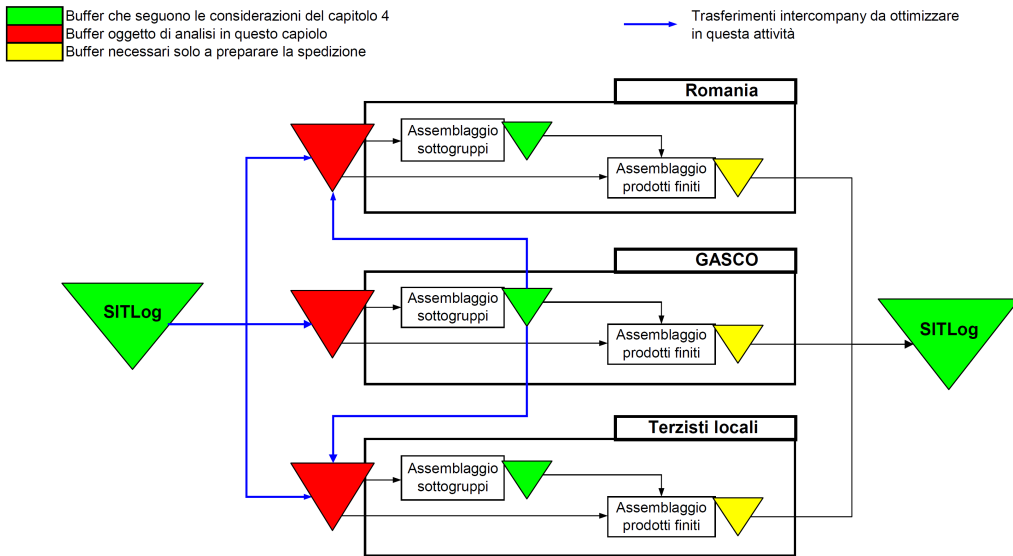 Buffer che seguono le considerazioni del capitolo 4
Buffer oggetto di analisi in questo capiolo
Buffer necessari solo a preparare la spedizione
Trasferimenti intercompany da ottimizzare
in questa attività
Romania
Assemblaggio
sottogruppi
Assemblaggio
prodotti finiti
GASCO
SITLog
Assemblaggio
sottogruppi
Assemblaggio
prodotti finiti
SITLog
Terzisti locali
Assemblaggio
sottogruppi
Assemblaggio
prodotti finiti